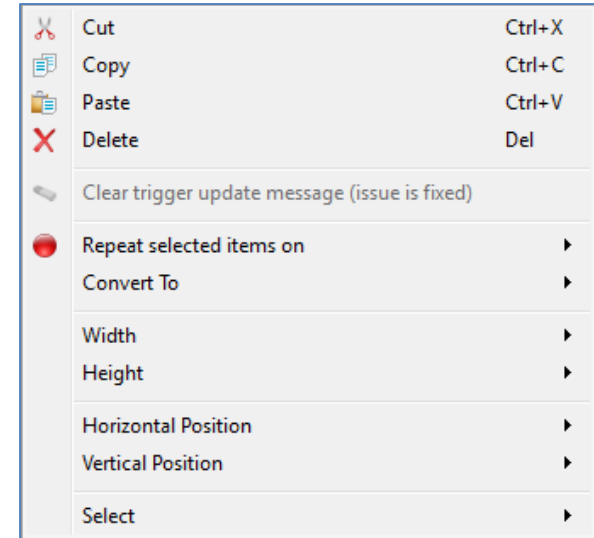 Cut Ctrl+X
Copy Ctrl+C
Paste Ctrl+V
Delete Del
Clear trigger update message (issue is fixed)
Repeat selected items on
Convert To
Width
Height
Horizontal Position
Vertical Position
Select